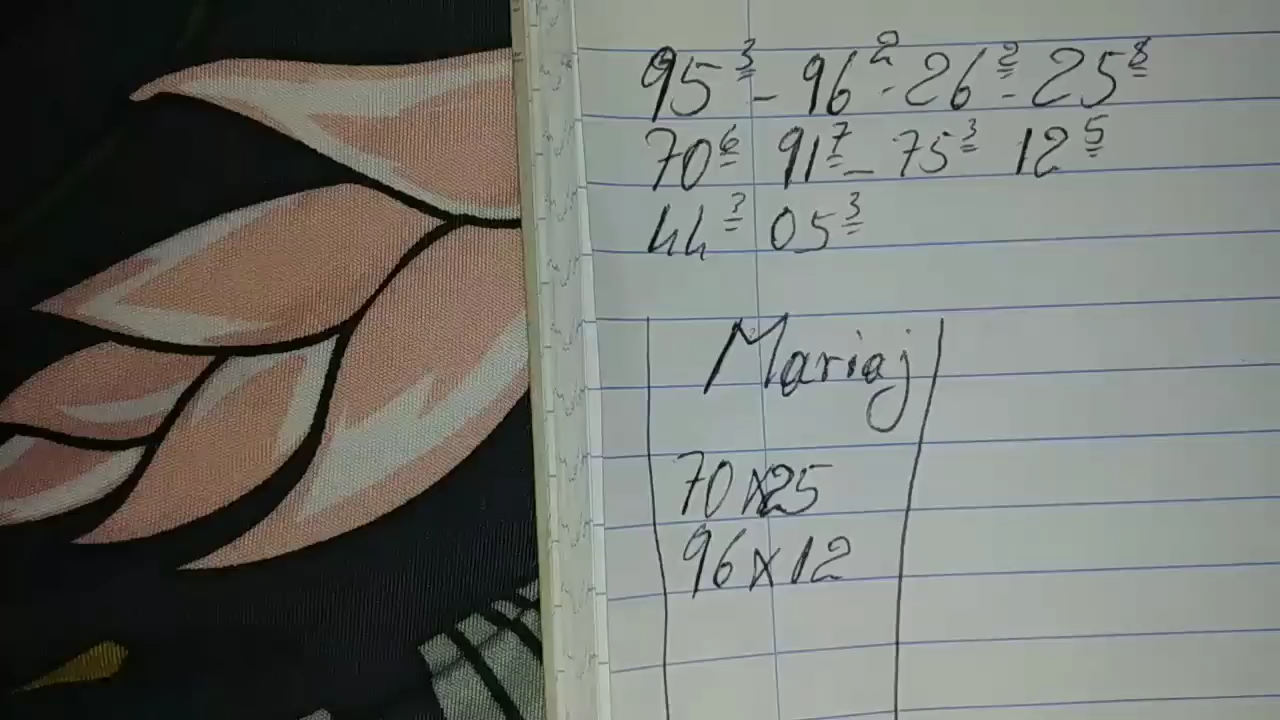 95³ - 96² - 26² - 25⁸
70⁶ 91⁷ - 75³ 12⁵
44³ 05³
Mariaj
70x25
96x12